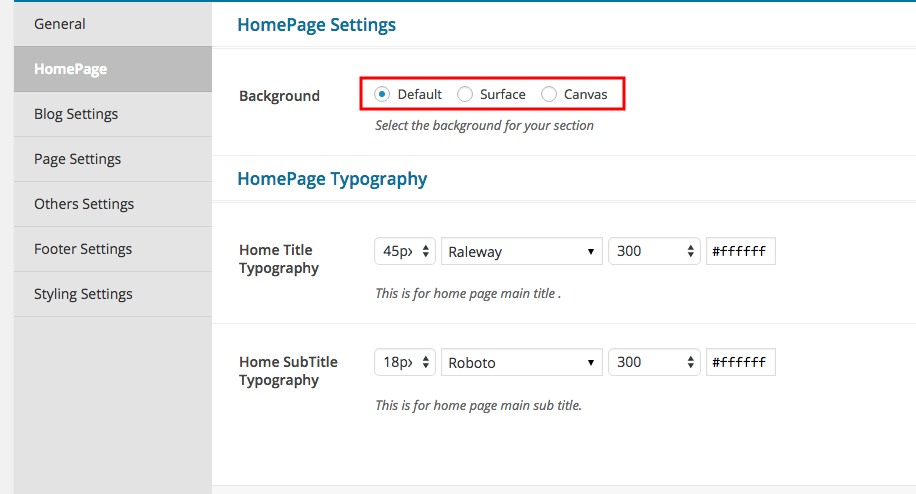 General
HomePage
Blog Settings
Page Settings
Others Settings
Footer Settings
Styling Settings
HomePage Settings
Background
Default Surface Canvas
Select the background for your section
HomePage Typography
Home Title
Typography
45px Raleway 300 #ffffff
This is for home page main title .
Home SubTitle
Typography
18px Roboto 300 #ffffff
This is for home page main sub title.